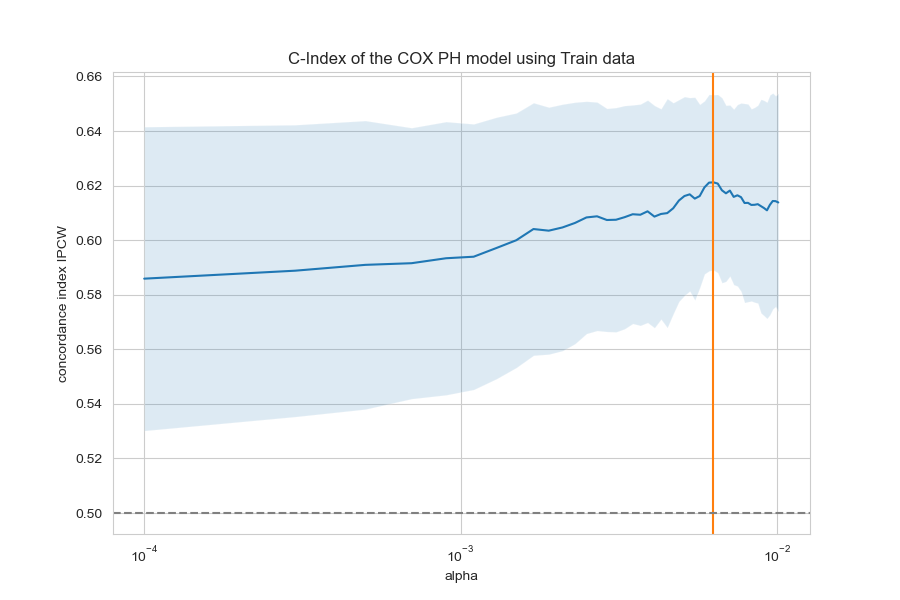 C-Index of the COX PH model using Train data
concordance index IPCW
0.66
0.64
0.62
0.60
0.58
0.56
0.54
0.52
0.50
10⁻⁴ 10⁻³ 10⁻²
alpha